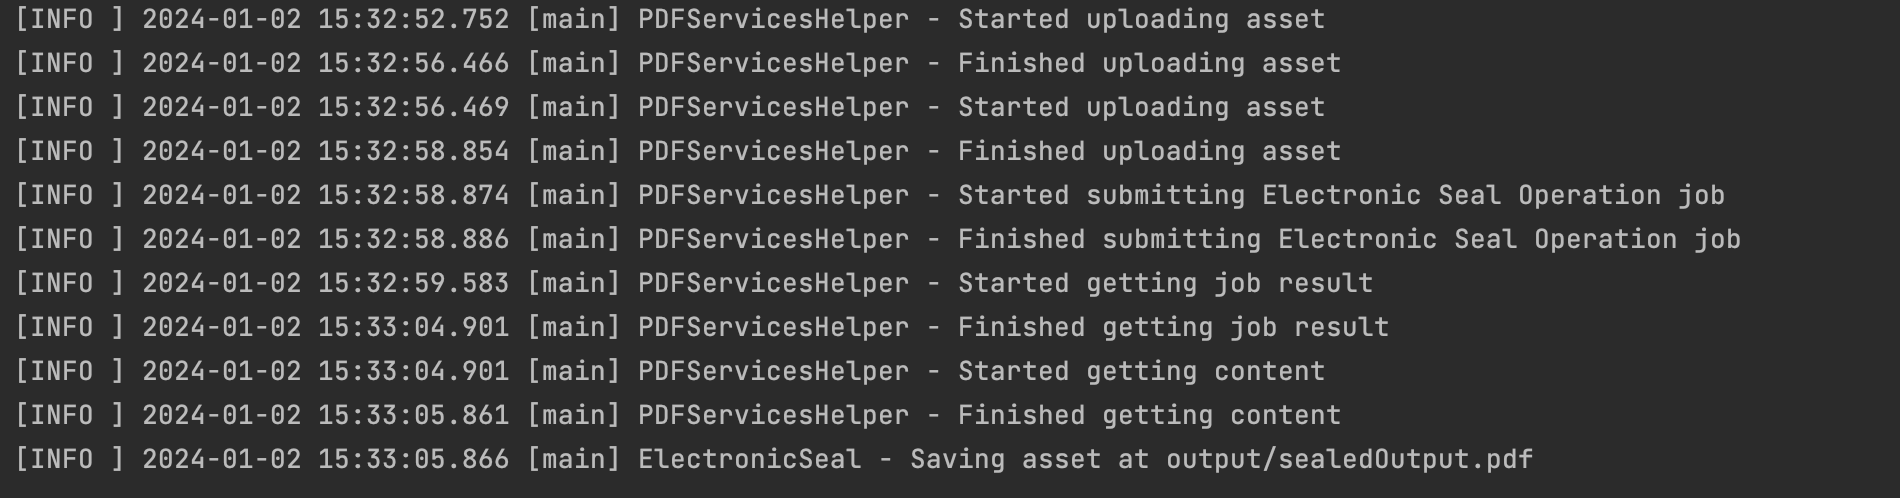 [INFO ] 2024-01-02 15:32:52.752 [main] PDFServicesHelper - Started uploading asset
[INFO ] 2024-01-02 15:32:56.466 [main] PDFServicesHelper - Finished uploading asset
[INFO ] 2024-01-02 15:32:56.469 [main] PDFServicesHelper - Started uploading asset
[INFO ] 2024-01-02 15:32:58.854 [main] PDFServicesHelper - Finished uploading asset
[INFO ] 2024-01-02 15:32:58.874 [main] PDFServicesHelper - Started submitting Electronic Seal Operation job
[INFO ] 2024-01-02 15:32:58.886 [main] PDFServicesHelper - Finished submitting Electronic Seal Operation job
[INFO ] 2024-01-02 15:32:59.583 [main] PDFServicesHelper - Started getting job result
[INFO ] 2024-01-02 15:33:04.901 [main] PDFServicesHelper - Finished getting job result
[INFO ] 2024-01-02 15:33:04.901 [main] PDFServicesHelper - Started getting content
[INFO ] 2024-01-02 15:33:05.861 [main] PDFServicesHelper - Finished getting content
[INFO ] 2024-01-02 15:33:05.866 [main] ElectronicSeal - Saving asset at output/sealedOutput.pdf